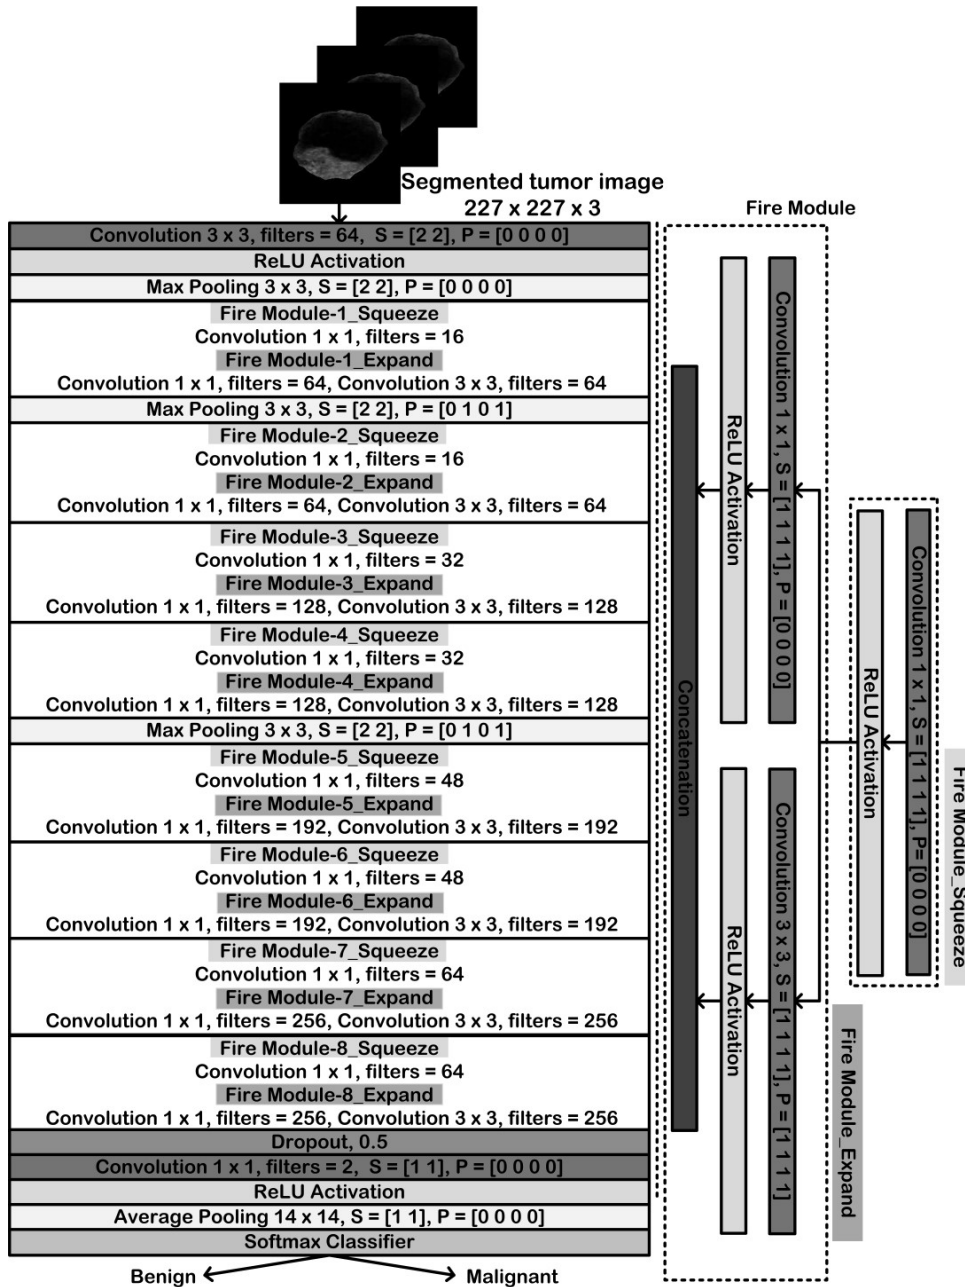 Segmented tumor image
227 x 227 x 3
Convolution 3 x 3, filters = 64, S = [2 2], P = [0 0 0 0]
ReLU Activation
Max Pooling 3 x 3, S = [2 2], P = [0 0 0 0]
Fire Module-1_Squeeze
Convolution 1 x 1, filters = 16
Fire Module-1_Expand
Convolution 1 x 1, filters = 64, Convolution 3 x 3, filters = 64
Max Pooling 3 x 3, S = [2 2], P = [0 1 0 1]
Fire Module-2_Squeeze
Convolution 1 x 1, filters = 16
Fire Module-2_Expand
Convolution 1 x 1, filters = 64, Convolution 3 x 3, filters = 64
Fire Module-3_Squeeze
Convolution 1 x 1, filters = 32
Fire Module-3_Expand
Convolution 1 x 1, filters = 128, Convolution 3 x 3, filters = 128
Fire Module-4_Squeeze
Convolution 1 x 1, filters = 32
Fire Module-4_Expand
Convolution 1 x 1, filters = 128, Convolution 3 x 3, filters = 128
Max Pooling 3 x 3, S = [2 2], P = [0 1 0 1]
Fire Module-5_Squeeze
Convolution 1 x 1, filters = 48
Fire Module-5_Expand
Convolution 1 x 1, filters = 192, Convolution 3 x 3, filters = 192
Fire Module-6_Squeeze
Convolution 1 x 1, filters = 48
Fire Module-6_Expand
Convolution 1 x 1, filters = 192, Convolution 3 x 3, filters = 192
Fire Module-7_Squeeze
Convolution 1 x 1, filters = 64
Fire Module-7_Expand
Convolution 1 x 1, filters = 256, Convolution 3 x 3, filters = 256
Fire Module-8_Squeeze
Convolution 1 x 1, filters = 64
Fire Module-8_Expand
Convolution 1 x 1, filters = 256, Convolution 3 x 3, filters = 256
Dropout, 0.5
Convolution 1 x 1, filters = 2, S = [1 1], P = [0 0 0 0]
ReLU Activation
Average Pooling 14 x 14, S = [1 1], P = [0 0 0 0]
Softmax Classifier
Benign
Malignant
Fire Module
Concatenation
ReLU Activation
Convolution 1 x 1, S = [1 1 1 1], P = [0 0 0 0]
ReLU Activation
Convolution 3 x 3, S = [1 1 1 1], P = [1 1 1 1]
Fire Module_Expand
ReLU Activation
Convolution 1 x 1, S = [1 1 1 1], P= [0 0 0 0]
Fire Module_Squeeze